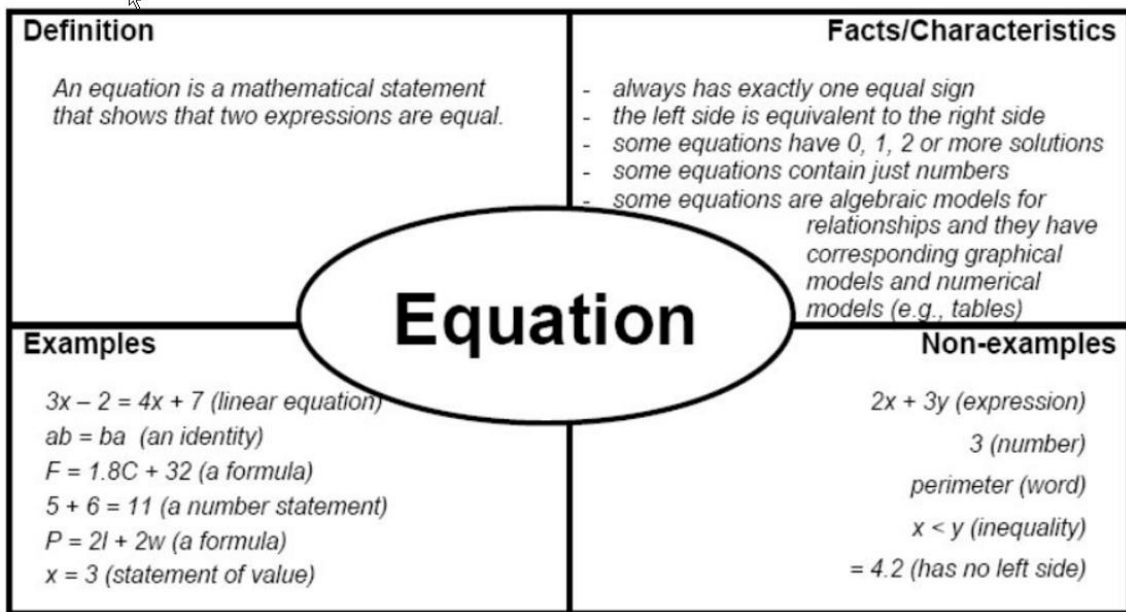 Definition
An equation is a mathematical statement
that shows that two expressions are equal.
Facts/Characteristics
- always has exactly one equal sign
- the left side is equivalent to the right side
- some equations have 0, 1, 2 or more solutions
- some equations contain just numbers
- some equations are algebraic models for
relationships and they have
corresponding graphical
models and numerical
models (e.g., tables)
Equation
Examples
3x – 2 = 4x + 7 (linear equation)
ab = ba (an identity)
F = 1.8C + 32 (a formula)
5 + 6 = 11 (a number statement)
P = 2l + 2w (a formula)
x = 3 (statement of value)
Non-examples
2x + 3y (expression)
3 (number)
perimeter (word)
x < y (inequality)
= 4.2 (has no left side)